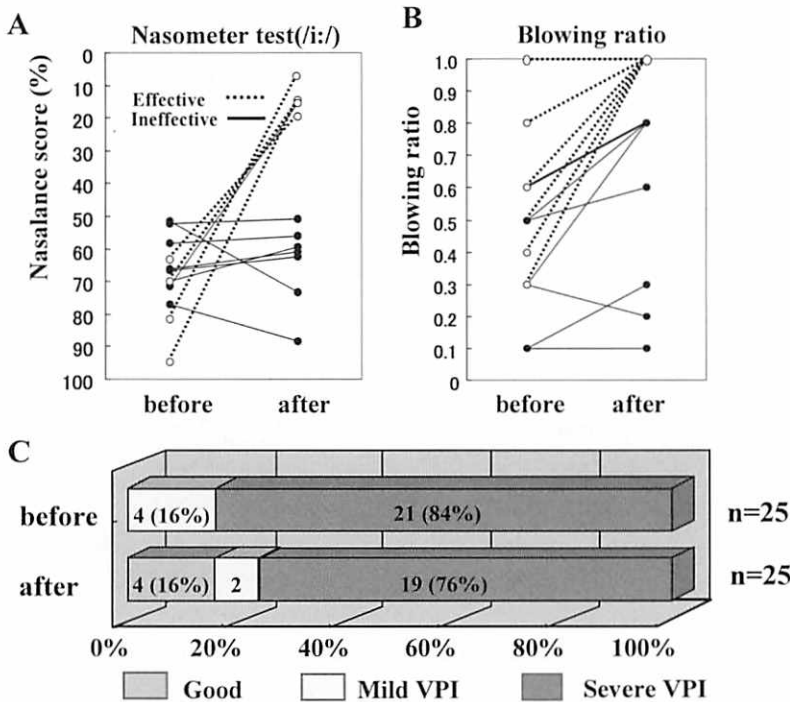 A
Nasometer test(/i:/)
Nasalance score (%)
0
10
20
30
40
50
60
70
80
90
100
Effective
Ineffective
before
after
B
Blowing ratio
Blowing ratio
1.0
0.9
0.8
0.7
0.6
0.5
0.4
0.3
0.2
0.1
0
before
after
C
before
4 (16%)
21 (84%)
n=25
after
4 (16%)
2
19 (76%)
n=25
0%
20%
40%
60%
80%
100%
Good
Mild VPI
Severe VPI